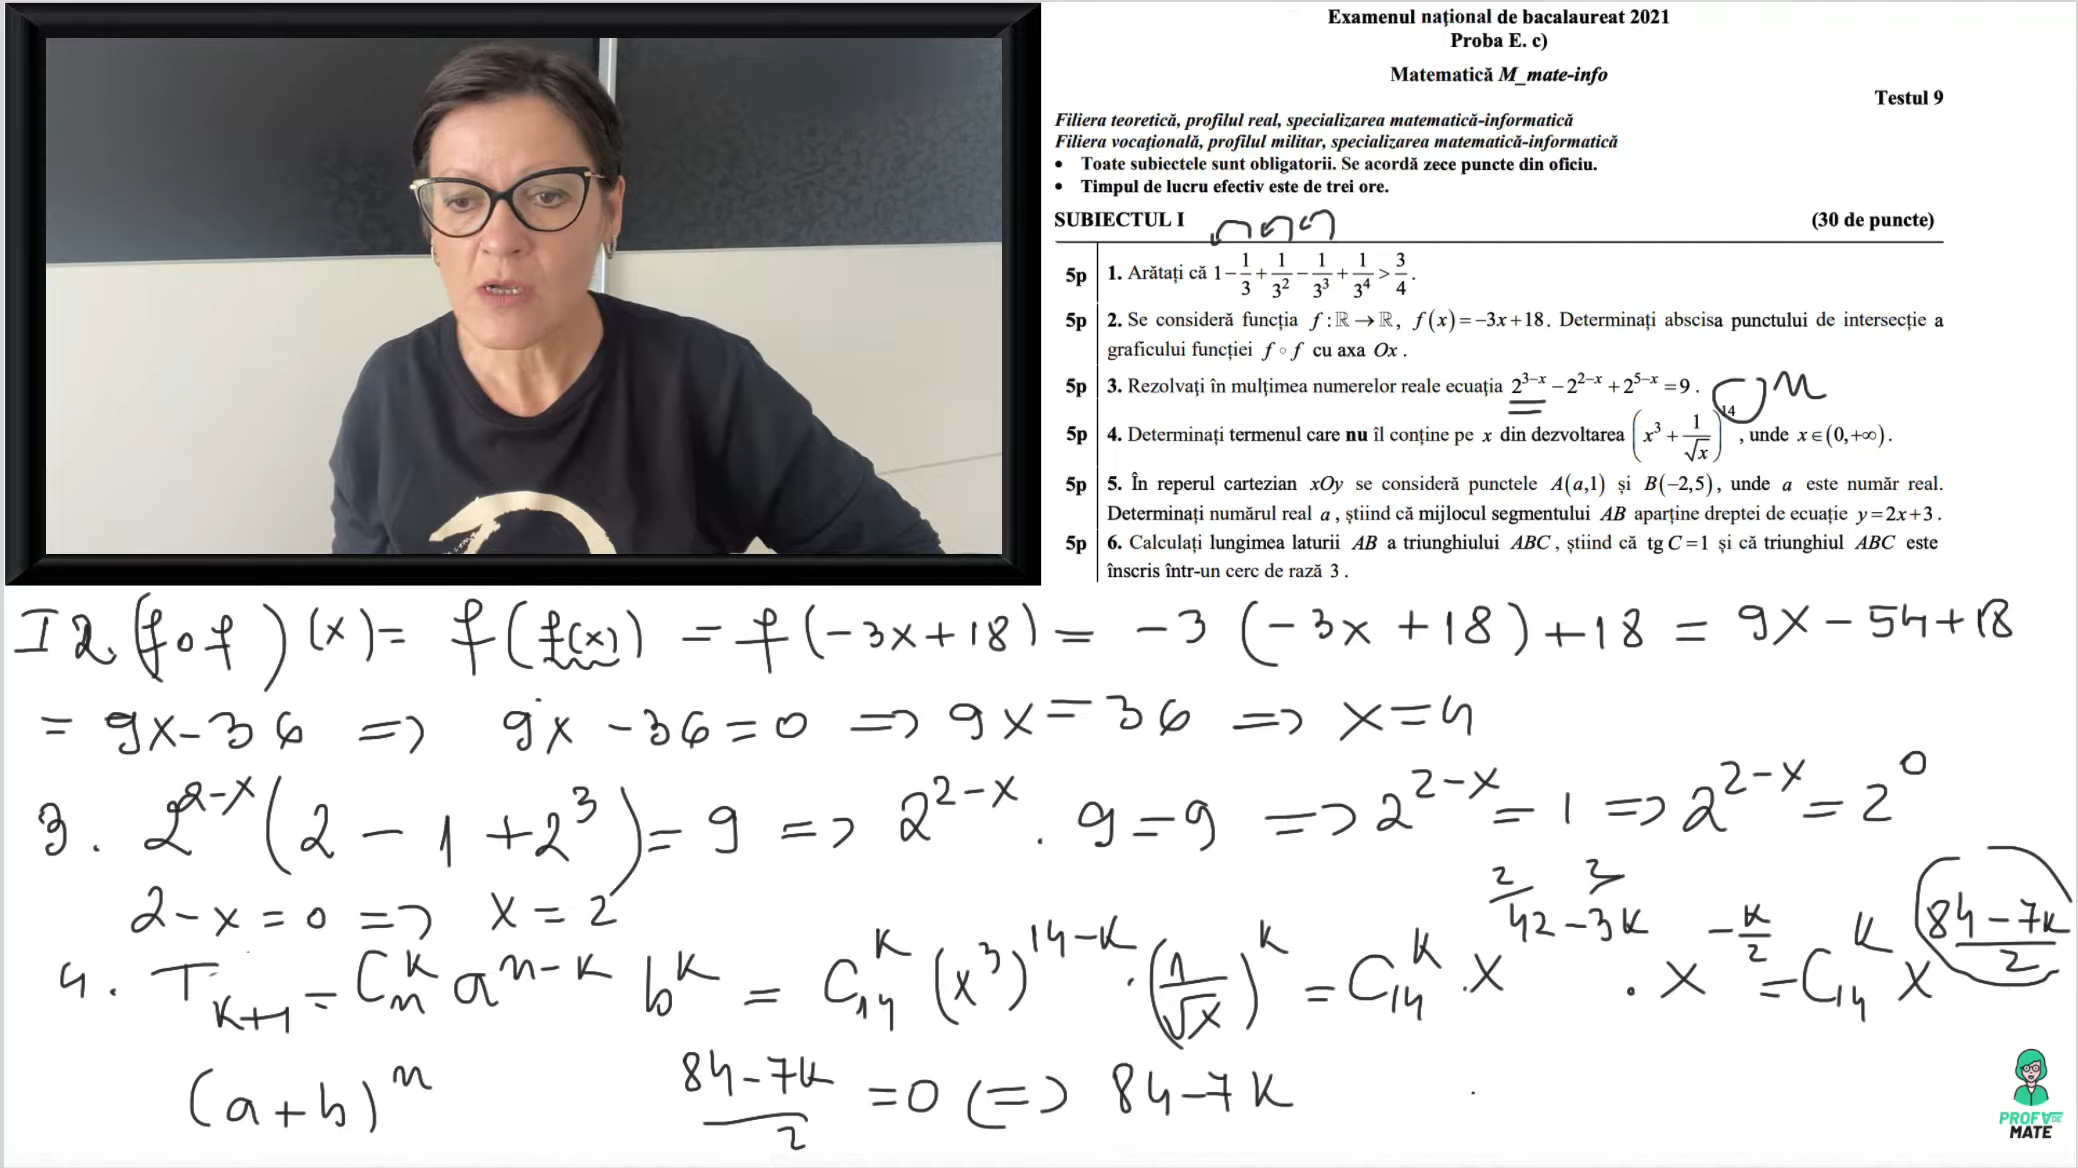 Examenul național de bacalaureat 2021
Proba E. c)
Matematică M_mate-info
Testul 9
Filiera teoretică, profilul real, specializarea matematică-informatică
Filiera vocațională, profilul militar, specializarea matematică-informatică
• Toate subiectele sunt obligatorii. Se acordă zece puncte din oficiu.
• Timpul de lucru efectiv este de trei ore.
SUBIECTUL I (30 de puncte)
5p 1. Arătați că 1 − 1/3 + 1/3² − 1/3³ + 1/3⁴ > 3/4 .
5p 2. Se consideră funcția f : ℝ → ℝ, f(x) = −3x + 18. Determinați abscisa punctului de intersecție a
graficului funcției f ∘ f cu axa Ox .
5p 3. Rezolvați în mulțimea numerelor reale ecuația 2^(3−x) − 2^(2−x) + 2^(5−x) = 9 .
n
5p 4. Determinați termenul care nu îl conține pe x din dezvoltarea (x³ + 1/√x)^14 , unde x ∈ (0,+∞) .
5p 5. În reperul cartezian xOy se consideră punctele A(a,1) și B(−2,5), unde a este număr real.
Determinați numărul real a , știind că mijlocul segmentului AB aparține dreptei de ecuație y = 2x + 3 .
5p 6. Calculați lungimea laturii AB a triunghiului ABC , știind că tg C = 1 și că triunghiul ABC este
înscris într-un cerc de rază 3 .
I 2. (f∘f)(x) = f(f(x)) = f(−3x+18) = −3(−3x+18)+18 = 9x−54+18
= 9x−36 => 9x−36=0 => 9x=36 => x=4
3. 2^(2−x) (2 − 1 + 2³) = 9 => 2^(2−x) · 9 = 9 => 2^(2−x) = 1 => 2^(2−x) = 2^0
2−x = 0 => x = 2
4. T_(k+1) = C_n^k a^(n−k) b^k = C_14^k (x³)^(14−k) · (1/√x)^k = C_14^k · x^(42−3k) · x^(−k/2) = C_14^k x^((84−7k)/2)
(a+b)^n (84−7k)/2 = 0 (=) 84−7k
PROFA DE
MATE